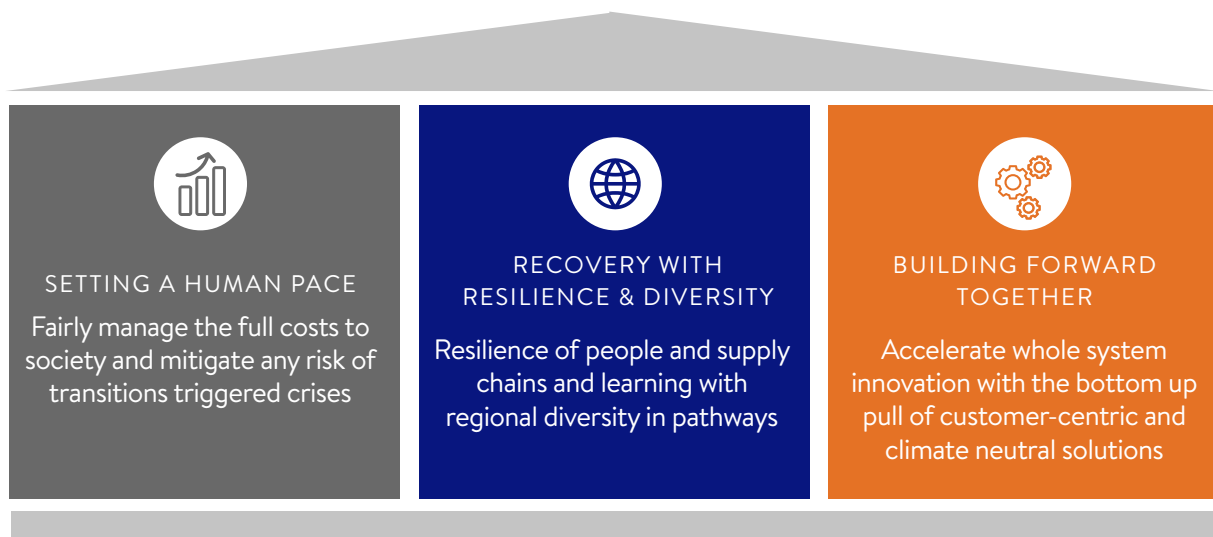 SETTING A HUMAN PACE
Fairly manage the full costs to
society and mitigate any risk of
transitions triggered crises
RECOVERY WITH
RESILIENCE & DIVERSITY
Resilience of people and supply
chains and learning with
regional diversity in pathways
BUILDING FORWARD
TOGETHER
Accelerate whole system
innovation with the bottom up
pull of customer-centric and
climate neutral solutions